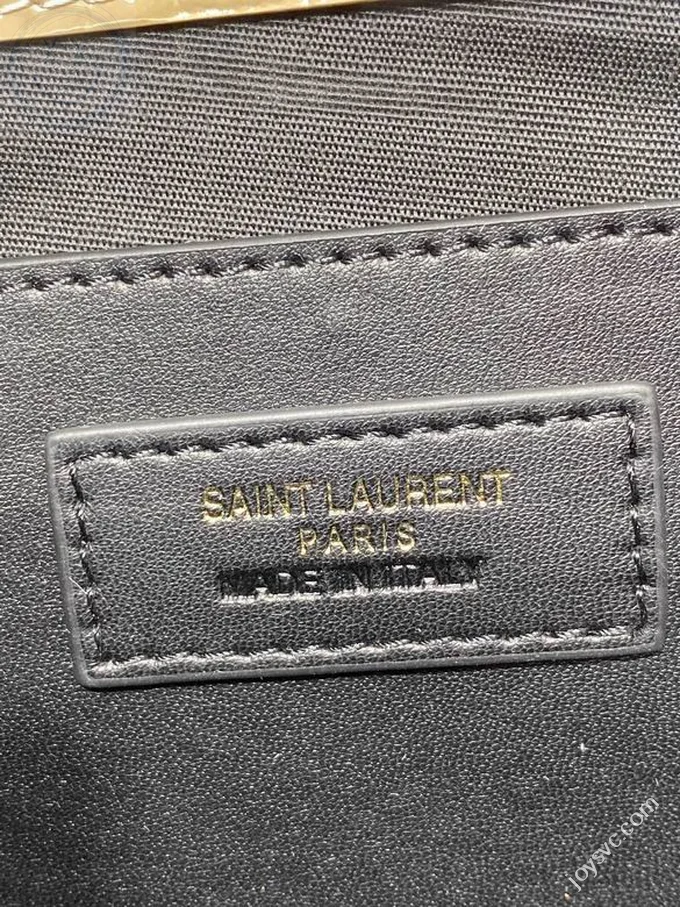 SAINT LAURENT
PARIS
MADE IN ITALY
joysvc.com